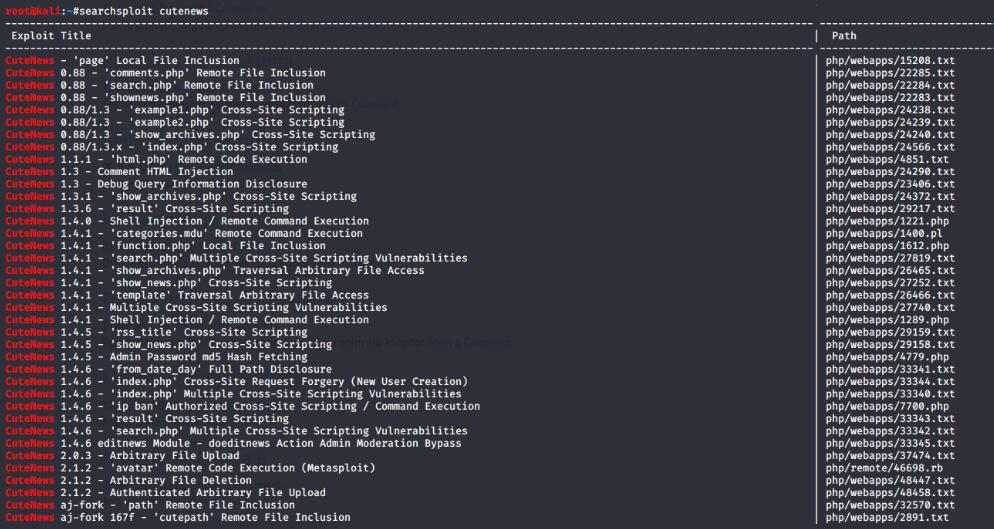 root@kali:~#searchsploit cutenews
Exploit Title | Path
CuteNews - 'page' Local File Inclusion | php/webapps/15208.txt
CuteNews 0.88 - 'comments.php' Remote File Inclusion | php/webapps/22285.txt
CuteNews 0.88 - 'search.php' Remote File Inclusion | php/webapps/22284.txt
CuteNews 0.88 - 'shownews.php' Remote File Inclusion | php/webapps/22283.txt
CuteNews 0.88/1.3 - 'example1.php' Cross-Site Scripting | php/webapps/24238.txt
CuteNews 0.88/1.3 - 'example2.php' Cross-Site Scripting | php/webapps/24239.txt
CuteNews 0.88/1.3 - 'show_archives.php' Cross-Site Scripting | php/webapps/24240.txt
CuteNews 0.88/1.3.x - 'index.php' Cross-Site Scripting | php/webapps/24566.txt
CuteNews 1.1.1 - 'html.php' Remote Code Execution | php/webapps/4851.txt
CuteNews 1.3 - Comment HTML Injection | php/webapps/24290.txt
CuteNews 1.3 - Debug Query Information Disclosure | php/webapps/23406.txt
CuteNews 1.3.1 - 'show_archives.php' Cross-Site Scripting | php/webapps/24372.txt
CuteNews 1.3.6 - 'result' Cross-Site Scripting | php/webapps/29217.txt
CuteNews 1.4.0 - Shell Injection / Remote Command Execution | php/webapps/1221.php
CuteNews 1.4.1 - 'categories.mdu' Remote Command Execution | php/webapps/1400.pl
CuteNews 1.4.1 - 'function.php' Local File Inclusion | php/webapps/1612.php
CuteNews 1.4.1 - 'search.php' Multiple Cross-Site Scripting Vulnerabilities | php/webapps/27819.txt
CuteNews 1.4.1 - 'show_archives.php' Traversal Arbitrary File Access | php/webapps/26465.txt
CuteNews 1.4.1 - 'show_news.php' Cross-Site Scripting | php/webapps/27252.txt
CuteNews 1.4.1 - 'template' Traversal Arbitrary File Access | php/webapps/26466.txt
CuteNews 1.4.1 - Multiple Cross-Site Scripting Vulnerabilities | php/webapps/27740.txt
CuteNews 1.4.1 - Shell Injection / Remote Command Execution | php/webapps/1289.php
CuteNews 1.4.5 - 'rss_title' Cross-Site Scripting | php/webapps/29159.txt
CuteNews 1.4.5 - 'show_news.php' Cross-Site Scripting | php/webapps/29158.txt
CuteNews 1.4.5 - Admin Password md5 Hash Fetching | php/webapps/4779.php
CuteNews 1.4.6 - 'from_date_day' Full Path Disclosure | php/webapps/33341.txt
CuteNews 1.4.6 - 'index.php' Cross-Site Request Forgery (New User Creation) | php/webapps/33344.txt
CuteNews 1.4.6 - 'index.php' Multiple Cross-Site Scripting Vulnerabilities | php/webapps/33340.txt
CuteNews 1.4.6 - 'ip ban' Authorized Cross-Site Scripting / Command Execution | php/webapps/7700.php
CuteNews 1.4.6 - 'result' Cross-Site Scripting | php/webapps/33343.txt
CuteNews 1.4.6 - 'search.php' Multiple Cross-Site Scripting Vulnerabilities | php/webapps/33342.txt
CuteNews 1.4.6 editnews Module - doeditnews Action Admin Moderation Bypass | php/webapps/33345.txt
CuteNews 2.0.3 - Arbitrary File Upload | php/webapps/37474.txt
CuteNews 2.1.2 - 'avatar' Remote Code Execution (Metasploit) | php/remote/46698.rb
CuteNews 2.1.2 - Arbitrary File Deletion | php/webapps/48447.txt
CuteNews 2.1.2 - Authenticated Arbitrary File Upload | php/webapps/48458.txt
CuteNews aj-fork - 'path' Remote File Inclusion | php/webapps/32570.txt
CuteNews aj-fork 167f - 'cutepath' Remote File Inclusion | php/webapps/2891.txt